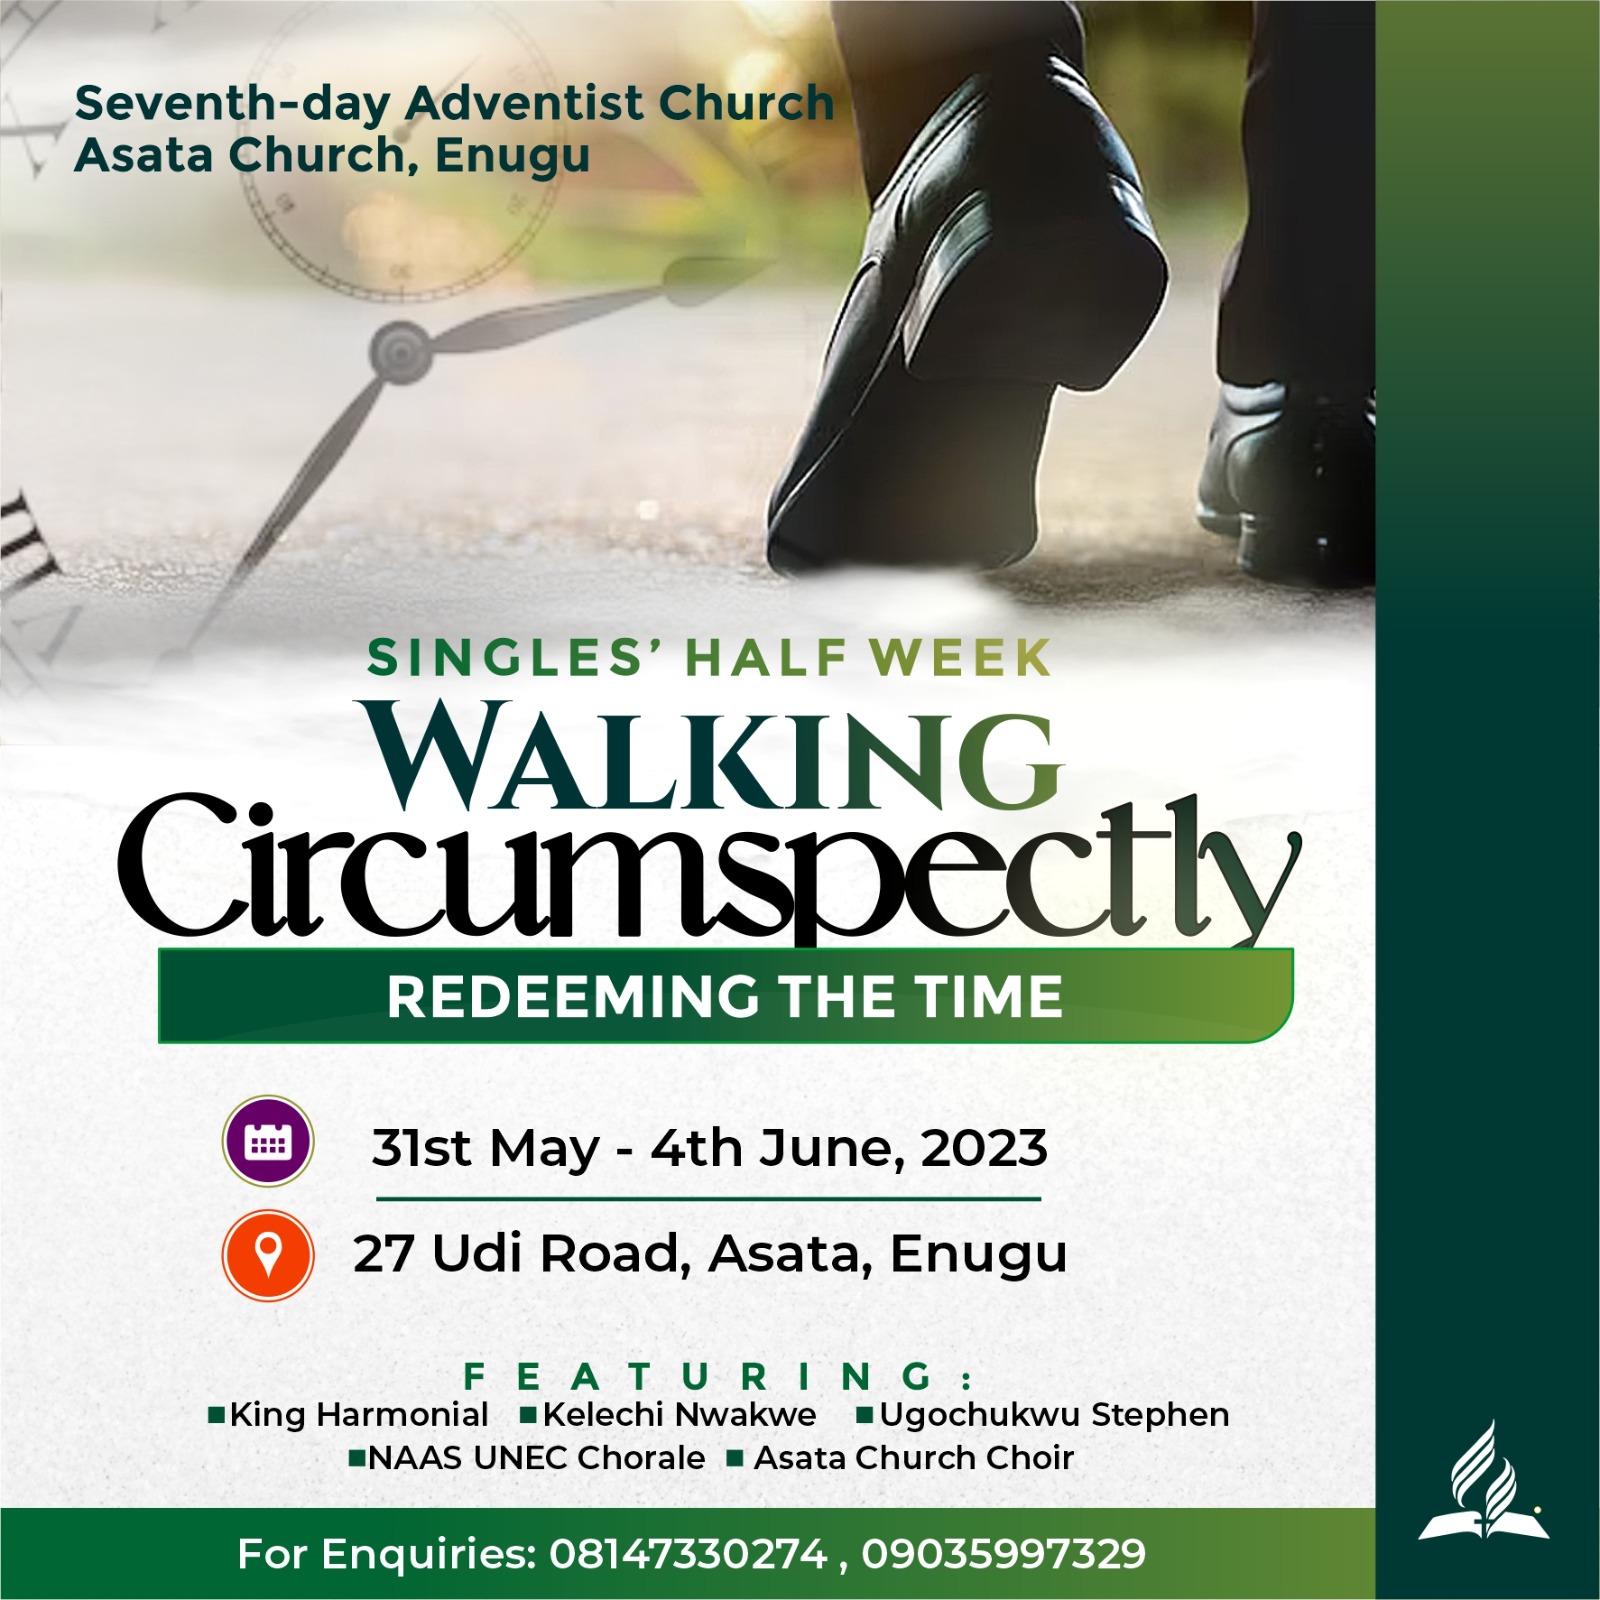 Seventh-day Adventist Church
Asata Church, Enugu
III
SINGLES' HALF WEEK
WALKING
Circumspectly
REDEEMING THE TIME
31st May - 4th June, 2023
27 Udi Road, Asata, Enugu
FEATURING:
■King Harmonial ■Kelechi Nwakwe ■Ugochukwu Stephen
■NAAS UNEC Chorale ■ Asata Church Choir
For Enquiries: 08147330274 , 09035997329